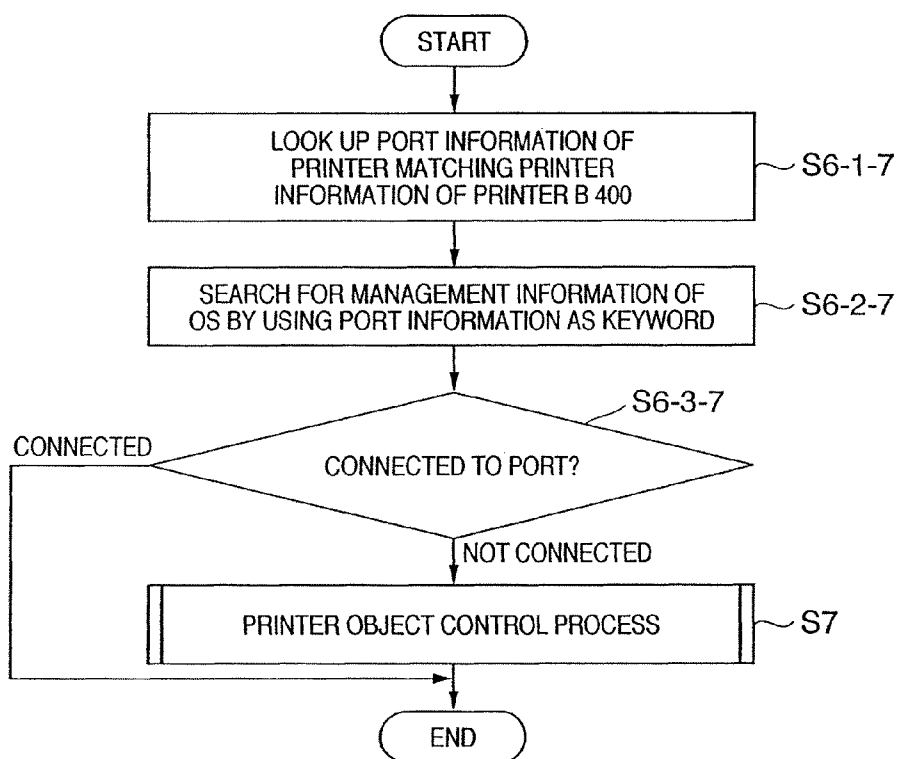 START
LOOK UP PORT INFORMATION OF
PRINTER MATCHING PRINTER
INFORMATION OF PRINTER B 400
S6-1-7
SEARCH FOR MANAGEMENT INFORMATION OF
OS BY USING PORT INFORMATION AS KEYWORD
S6-2-7
S6-3-7
CONNECTED
CONNECTED TO PORT?
NOT CONNECTED
PRINTER OBJECT CONTROL PROCESS
S7
END